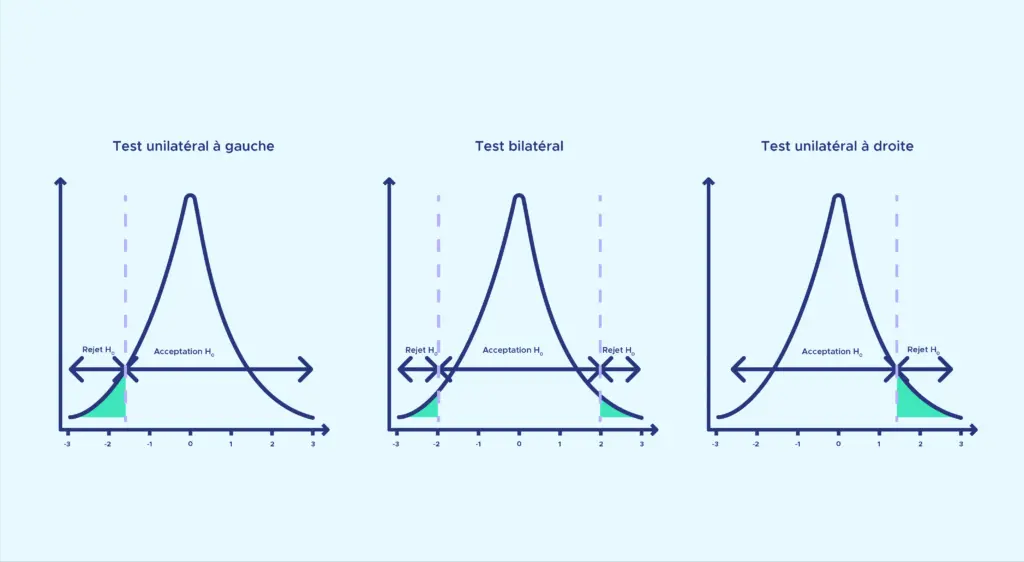 Test unilatéral à gauche
Rejet H₀
Acceptation H₀
-3 -2 -1 0 1 2 3
Test bilatéral
Rejet H₀
Acceptation H₀
Rejet H₀
-3 -2 -1 0 1 2 3
Test unilatéral à droite
Acceptation H₀
Rejet H₀
-3 -2 -1 0 1 2 3